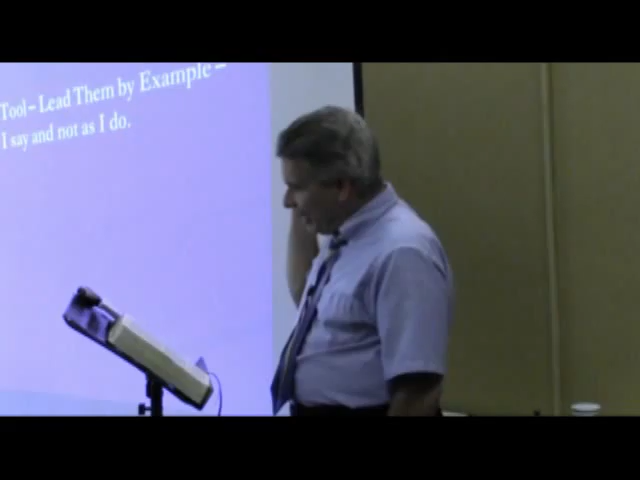 Tool – Lead Them by Example –
I say and not as I do.